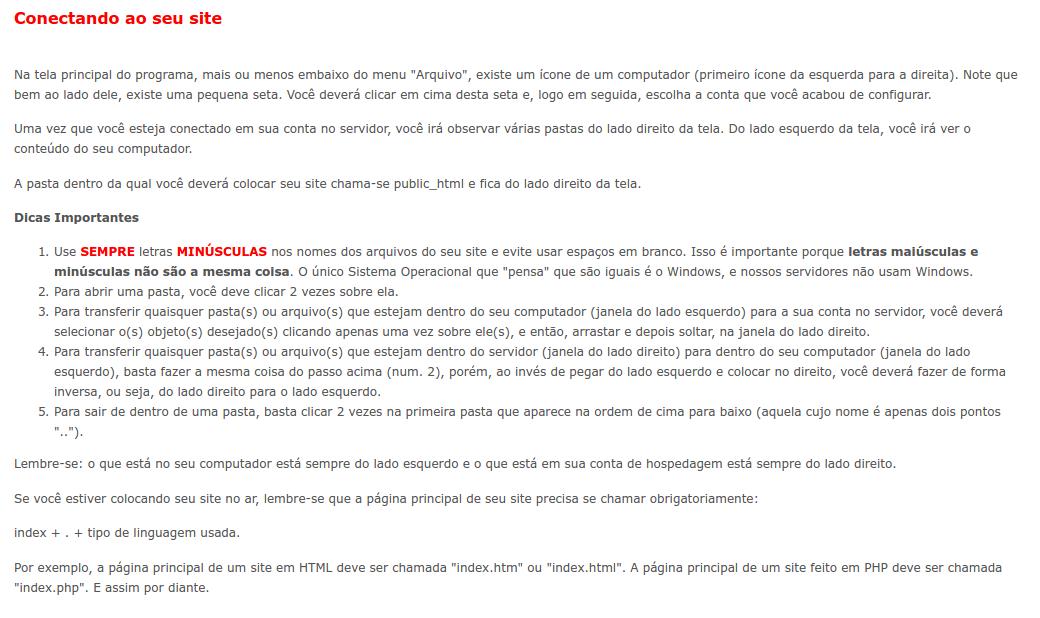 Conectando ao seu site
Na tela principal do programa, mais ou menos embaixo do menu "Arquivo", existe um ícone de um computador (primeiro ícone da esquerda para a direita). Note que
bem ao lado dele, existe uma pequena seta. Você deverá clicar em cima desta seta e, logo em seguida, escolha a conta que você acabou de configurar.
Uma vez que você esteja conectado em sua conta no servidor, você irá observar várias pastas do lado direito da tela. Do lado esquerdo da tela, você irá ver o
conteúdo do seu computador.
A pasta dentro da qual você deverá colocar seu site chama-se public_html e fica do lado direito da tela.
Dicas Importantes
1. Use SEMPRE letras MINÚSCULAS nos nomes dos arquivos do seu site e evite usar espaços em branco. Isso é importante porque letras maiúsculas e
minúsculas não são a mesma coisa. O único Sistema Operacional que "pensa" que são iguais é o Windows, e nossos servidores não usam Windows.
2. Para abrir uma pasta, você deve clicar 2 vezes sobre ela.
3. Para transferir quaisquer pasta(s) ou arquivo(s) que estejam dentro do seu computador (janela do lado esquerdo) para a sua conta no servidor, você deverá
selecionar o(s) objeto(s) desejado(s) clicando apenas uma vez sobre ele(s), e então, arrastar e depois soltar, na janela do lado direito.
4. Para transferir quaisquer pasta(s) ou arquivo(s) que estejam dentro do servidor (janela do lado direito) para dentro do seu computador (janela do lado
esquerdo), basta fazer a mesma coisa do passo acima (num. 2), porém, ao invés de pegar do lado esquerdo e colocar no direito, você deverá fazer de forma
inversa, ou seja, do lado direito para o lado esquerdo.
5. Para sair de dentro de uma pasta, basta clicar 2 vezes na primeira pasta que aparece na ordem de cima para baixo (aquela cujo nome é apenas dois pontos
"..").
Lembre-se: o que está no seu computador está sempre do lado esquerdo e o que está em sua conta de hospedagem está sempre do lado direito.
Se você estiver colocando seu site no ar, lembre-se que a página principal de seu site precisa se chamar obrigatoriamente:
index + . + tipo de linguagem usada.
Por exemplo, a página principal de um site em HTML deve ser chamada "index.htm" ou "index.html". A página principal de um site feito em PHP deve ser chamada
"index.php". E assim por diante.